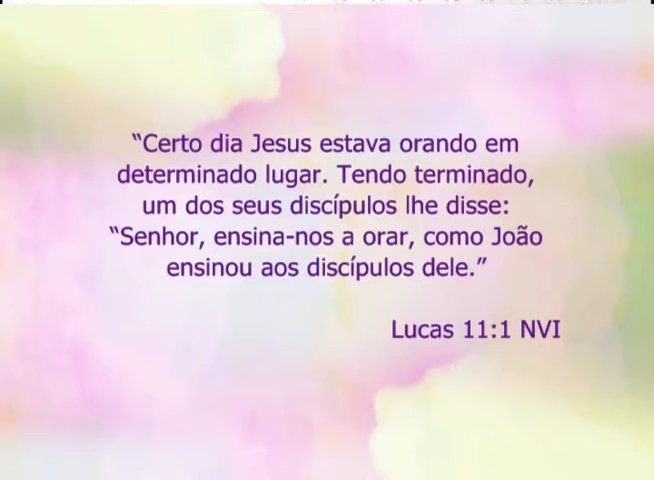 “Certo dia Jesus estava orando em
determinado lugar. Tendo terminado,
um dos seus discípulos lhe disse:
“Senhor, ensina-nos a orar, como João
ensinou aos discípulos dele.”
Lucas 11:1 NVI